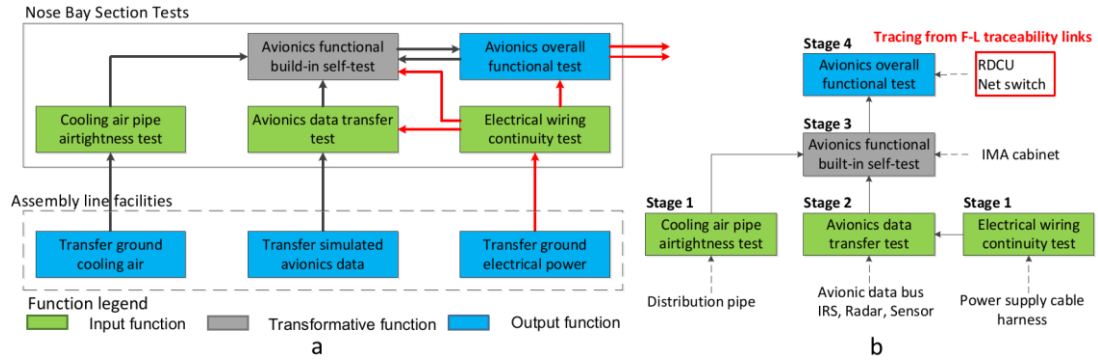 Nose Bay Section Tests
Avionics functional
build-in self-test
Avionics overall
functional test
Cooling air pipe
airtightness test
Avionics data transfer
test
Electrical wiring
continuity test
Assembly line facilities
Transfer ground
cooling air
Transfer simulated
avionics data
Transfer ground
electrical power
Function legend
Input function
Transformative function
Output function
a
Tracing from F-L traceability links
Stage 4
Avionics overall
functional test
RDCU
Net switch
Stage 3
Avionics functional
built-in self-test
IMA cabinet
Stage 1
Cooling air pipe
airtightness test
Stage 2
Avionics data
transfer test
Stage 1
Electrical wiring
continuity test
Distribution pipe
Avionic data bus
IRS, Radar, Sensor
Power supply cable
harness
b